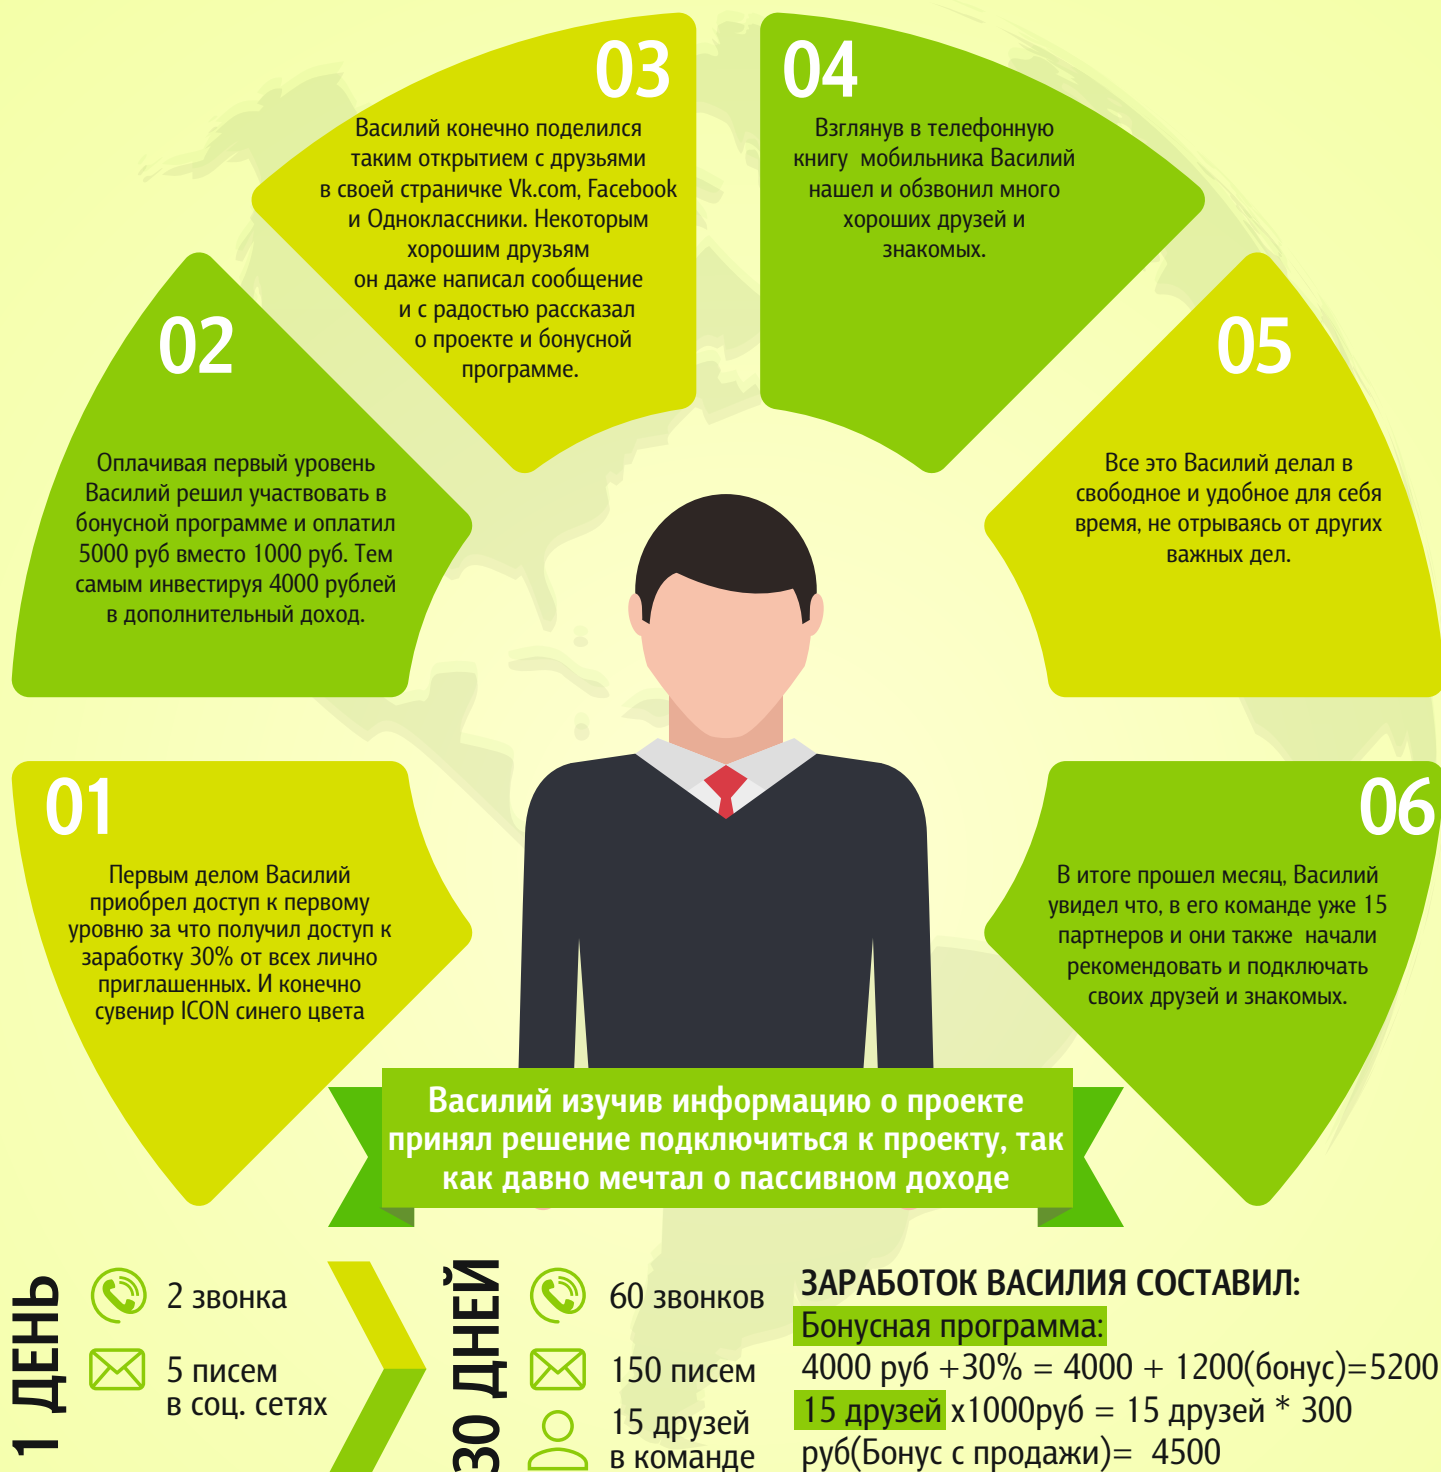 03
Василий конечно поделился
таким открытием с друзьями
в своей страничке Vk.com, Facebook
и Одноклассники. Некоторым
хорошим друзьям
он даже написал сообщение
и с радостью рассказал
о проекте и бонусной
программе.
04
Взглянув в телефонную
книгу мобильника Василий
нашел и обзвонил много
хороших друзей и
знакомых.
02
Оплачивая первый уровень
Василий решил участвовать в
бонусной программе и оплатил
5000 руб вместо 1000 руб. Тем
самым инвестируя 4000 рублей
в дополнительный доход.
05
Все это Василий делал в
свободное и удобное для себя
время, не отрываясь от других
важных дел.
01
Первым делом Василий
приобрел доступ к первому
уровню за что получил доступ к
заработку 30% от всех лично
приглашенных. И конечно
сувенир ICON синего цвета
06
В итоге прошел месяц, Василий
увидел что, в его команде уже 15
партнеров и они также начали
рекомендовать и подключать
своих друзей и знакомых.
Василий изучив информацию о проекте
принял решение подключиться к проекту, так
как давно мечтал о пассивном доходе
1 ДЕНЬ
2 звонка
5 писем
в соц. сетях
30 ДНЕЙ
60 звонков
150 писем
15 друзей
в команде
ЗАРАБОТОК ВАСИЛИЯ СОСТАВИЛ:
Бонусная программа:
4000 руб +30% = 4000 + 1200(бонус)=5200
15 друзей х1000руб = 15 друзей * 300
руб(Бонус с продажи)= 4500